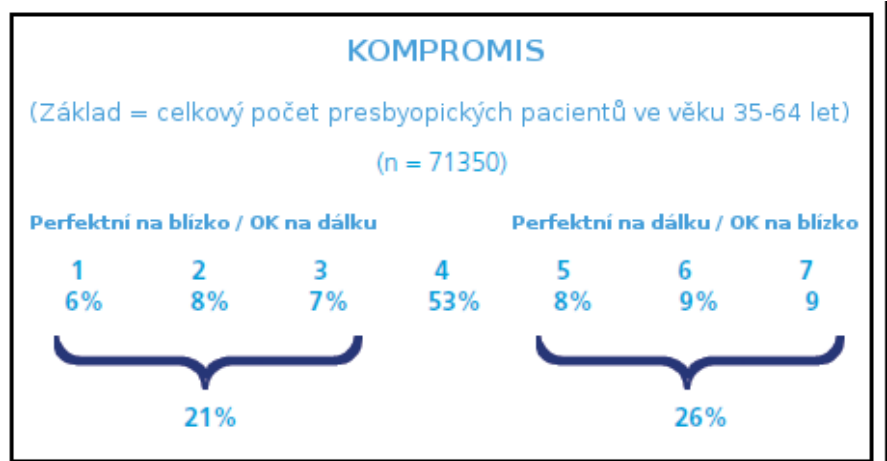 KOMPROMIS
(Základ = celkový počet presbyopických pacientů ve věku 35-64 let)
(n = 71350)
Perfektní na blízko / OK na dálku Perfektní na dálku / OK na blízko
1 2 3 4 5 6 7
6% 8% 7% 53% 8% 9% 9
21% 26%